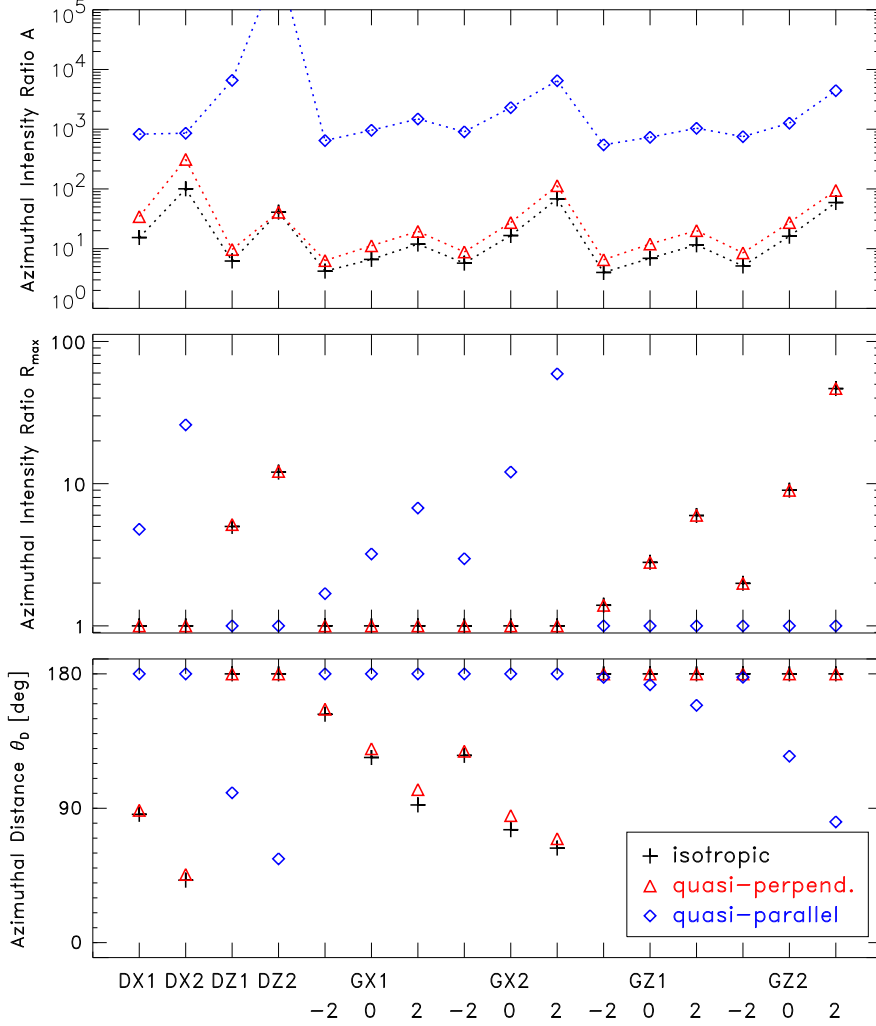 Azimuthal Intensity Ratio A
10^5
10^4
10^3
10^2
10^1
10^0
Azimuthal Intensity Ratio R_max
100
10
1
Azimuthal Distance θ_D [deg]
180
90
0
isotropic
quasi-perpend.
quasi-parallel
DX1 DX2 DZ1 DZ2 GX1 GX2 GZ1 GZ2
-2 0 2 -2 0 2 -2 0 2 -2 0 2